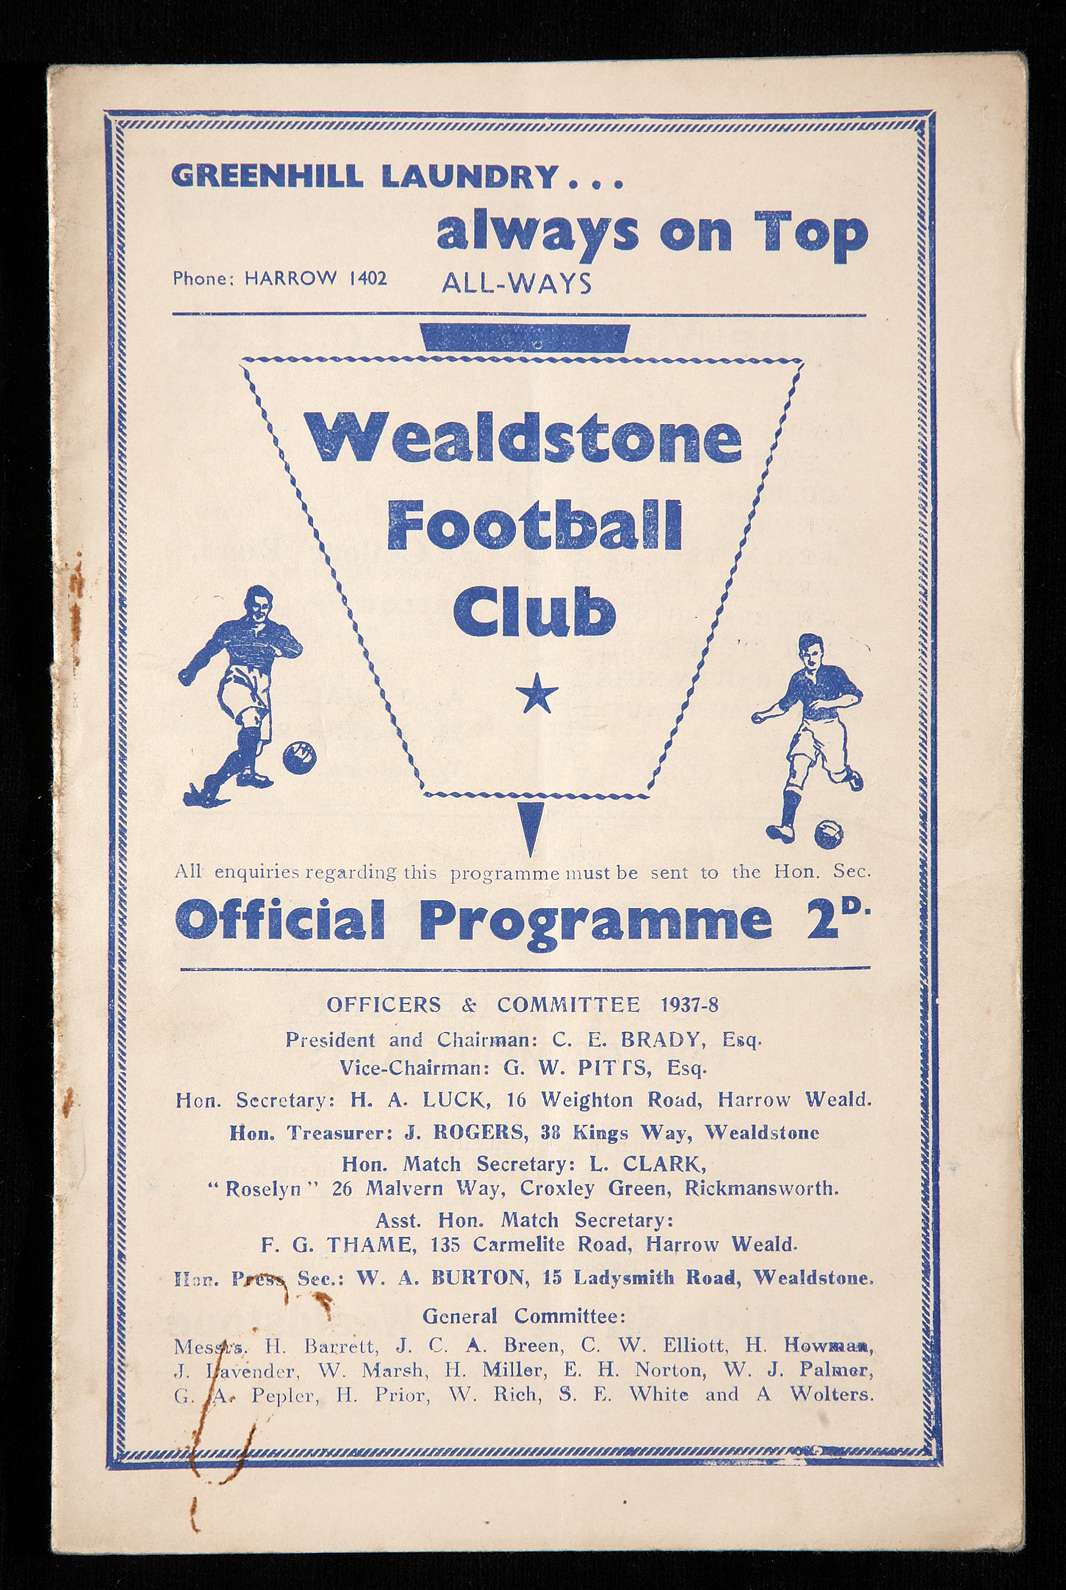 GREENHILL LAUNDRY . . .
always on Top
Phone: HARROW 1402 ALL-WAYS
Wealdstone
Football
Club
All enquiries regarding this programme must be sent to the Hon. Sec.
Official Programme 2D.
OFFICERS & COMMITTEE 1937-8
President and Chairman: C. E. BRADY, Esq.
Vice-Chairman: G. W. PITTS, Esq.
Hon. Secretary: H. A. LUCK, 16 Weighton Road, Harrow Weald.
Hon. Treasurer: J. ROGERS, 38 Kings Way, Wealdstone
Hon. Match Secretary: L. CLARK,
"Roselyn" 26 Malvern Way, Croxley Green, Rickmansworth.
Asst. Hon. Match Secretary:
F. G. THAME, 135 Carmelite Road, Harrow Weald.
Hon. Press Sec.: W. A. BURTON, 15 Ladysmith Road, Wealdstone.
General Committee:
Messrs. H. Barrett, J. C. A. Breen, C. W. Elliott, H. Howman,
J. Lavender, W. Marsh, H. Miller, E. H. Norton, W. J. Palmer,
G. A. Pepler, H. Prior, W. Rich, S. E. White and A Wolters.